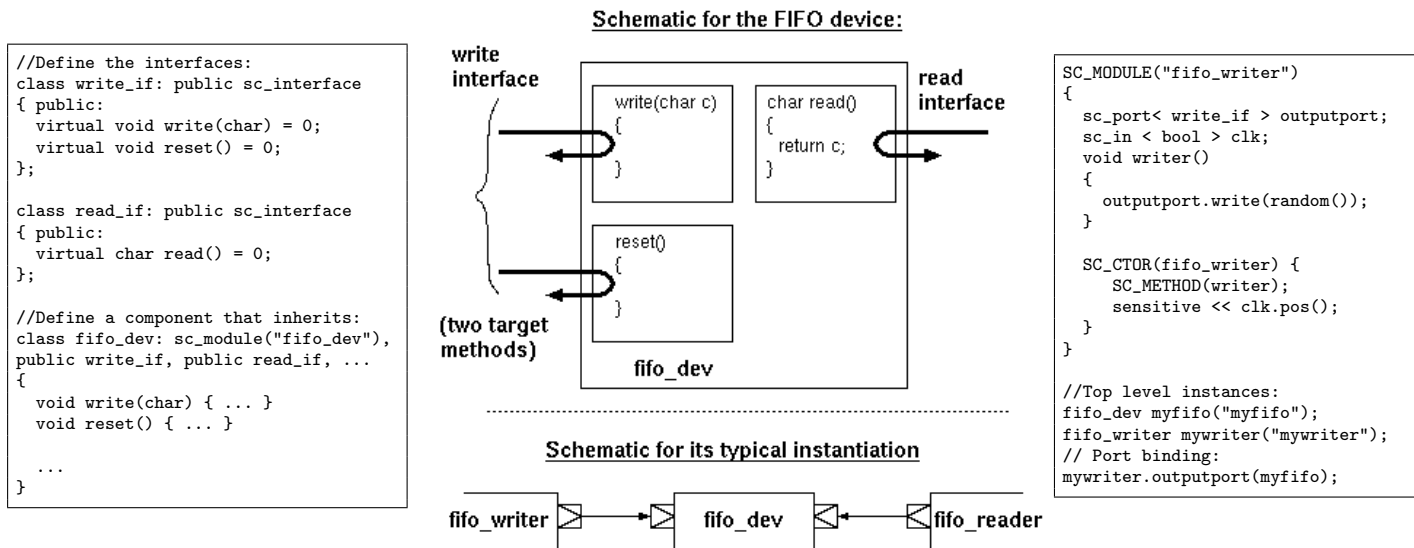 //Define the interfaces:
class write_if: public sc_interface
{ public:
  virtual void write(char) = 0;
  virtual void reset() = 0;
};

class read_if: public sc_interface
{ public:
  virtual char read() = 0;
};

//Define a component that inherits:
class fifo_dev: sc_module("fifo_dev"),
public write_if, public read_if, ...
{
  void write(char) { ... }
  void reset() { ... }

  ...
}
Schematic for the FIFO device:
write
interface
write(char c)
{
}
char read()
{
  return c;
}
read
interface
reset()
{
}
(two target
methods)
fifo_dev
Schematic for its typical instantiation
fifo_writer
fifo_dev
fifo_reader
SC_MODULE("fifo_writer")
{
  sc_port< write_if > outputport;
  sc_in < bool > clk;
  void writer()
  {
    outputport.write(random());
  }

  SC_CTOR(fifo_writer) {
     SC_METHOD(writer);
     sensitive << clk.pos();
  }
}

//Top level instances:
fifo_dev myfifo("myfifo");
fifo_writer mywriter("mywriter");
// Port binding:
mywriter.outputport(myfifo);